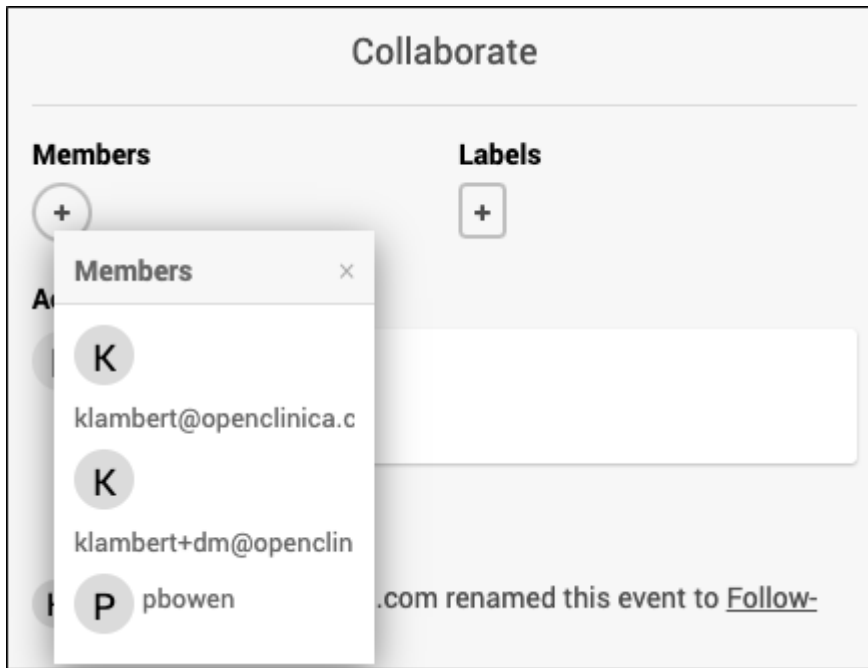 Collaborate
Members
Labels
+
+
Members
×
K
klambert@openclinica.c
K
klambert+dm@openclin
P
pbowen
.com renamed this event to Follow-